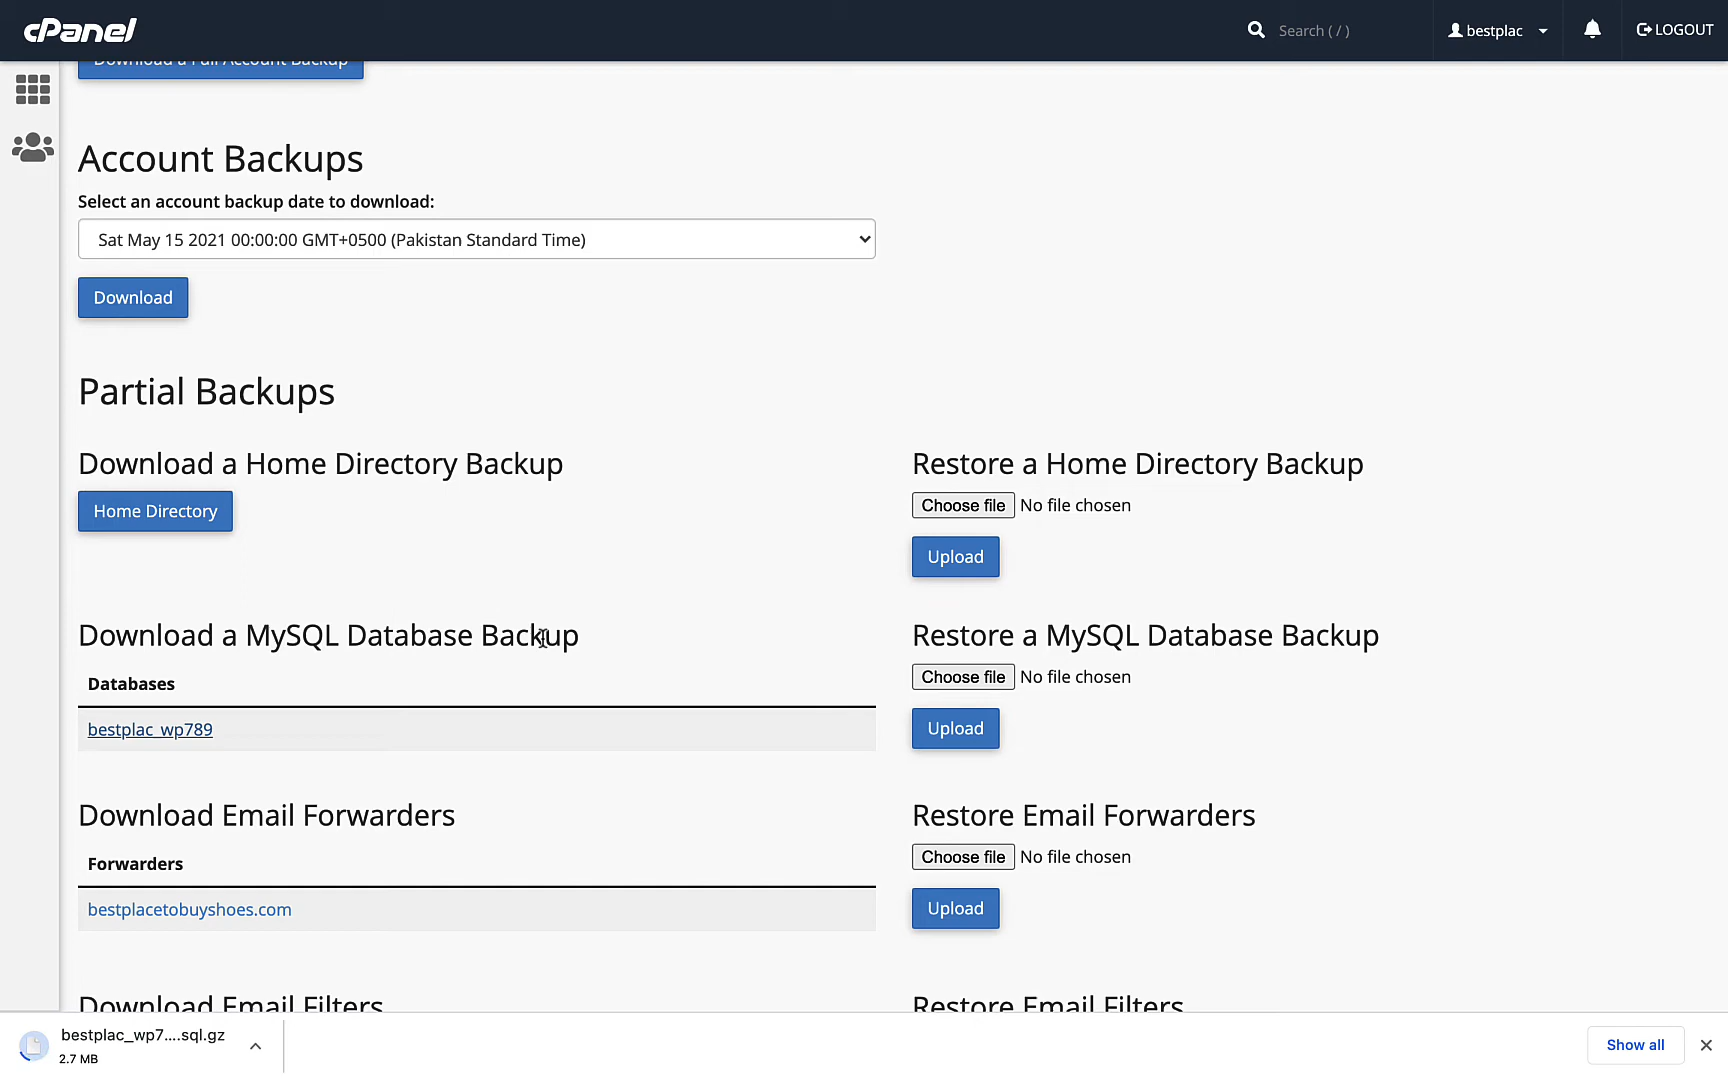 cPanel
Search ( / )
bestplac
LOGOUT
Download a Full Account Backup
Account Backups
Select an account backup date to download:
Sat May 15 2021 00:00:00 GMT+0500 (Pakistan Standard Time)
Download
Partial Backups
Download a Home Directory Backup
Home Directory
Restore a Home Directory Backup
Choose file No file chosen
Upload
Download a MySQL Database Backup
Databases
bestplac_wp789
Restore a MySQL Database Backup
Choose file No file chosen
Upload
Download Email Forwarders
Forwarders
bestplacetobuyshoes.com
Restore Email Forwarders
Choose file No file chosen
Upload
Download Email Filters
Restore Email Filters
bestplac_wp7....sql.gz
2.7 MB
Show all